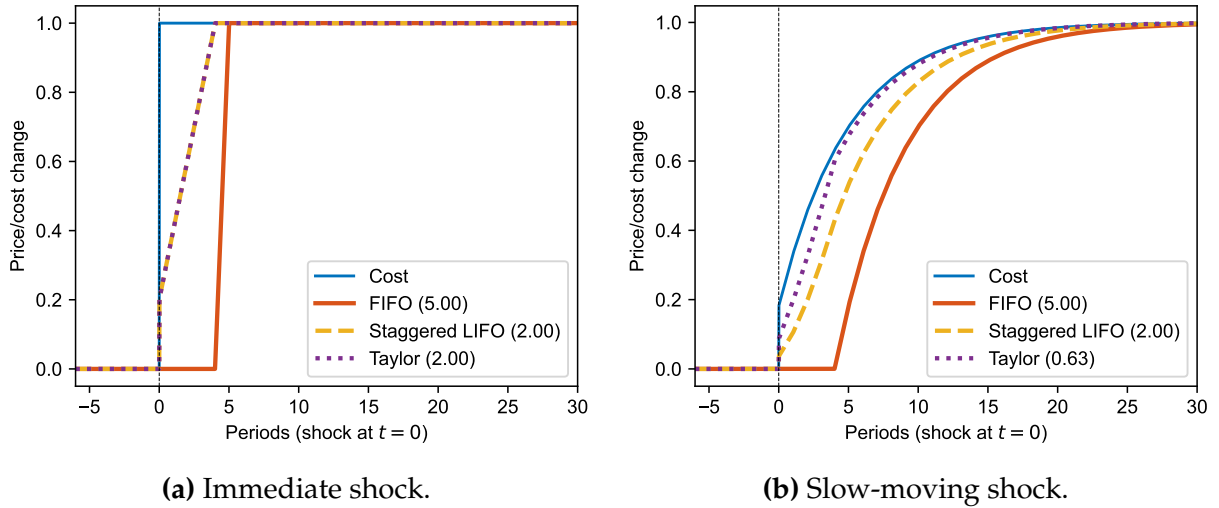 Price/cost change
1.0
0.8
0.6
0.4
0.2
0.0
Cost
FIFO (5.00)
Staggered LIFO (2.00)
Taylor (2.00)
−5 0 5 10 15 20 25 30
Periods (shock at t = 0)
(a) Immediate shock.
Price/cost change
1.0
0.8
0.6
0.4
0.2
0.0
Cost
FIFO (5.00)
Staggered LIFO (2.00)
Taylor (0.63)
−5 0 5 10 15 20 25 30
Periods (shock at t = 0)
(b) Slow-moving shock.